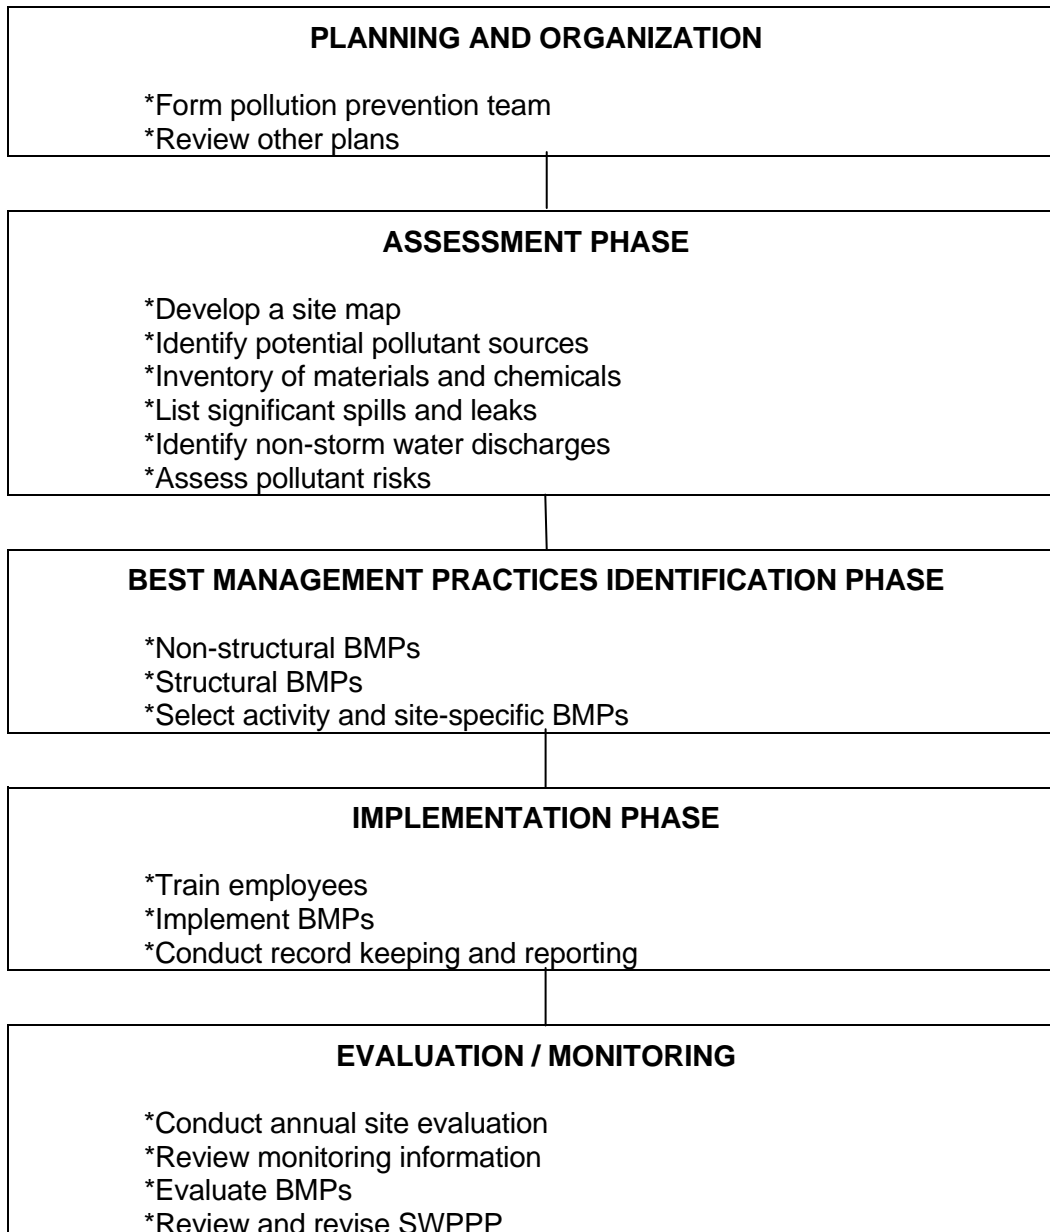 PLANNING AND ORGANIZATION
*Form pollution prevention team
*Review other plans
ASSESSMENT PHASE
*Develop a site map
*Identify potential pollutant sources
*Inventory of materials and chemicals
*List significant spills and leaks
*Identify non-storm water discharges
*Assess pollutant risks
BEST MANAGEMENT PRACTICES IDENTIFICATION PHASE
*Non-structural BMPs
*Structural BMPs
*Select activity and site-specific BMPs
IMPLEMENTATION PHASE
*Train employees
*Implement BMPs
*Conduct record keeping and reporting
EVALUATION / MONITORING
*Conduct annual site evaluation
*Review monitoring information
*Evaluate BMPs
*Review and revise SWPPP